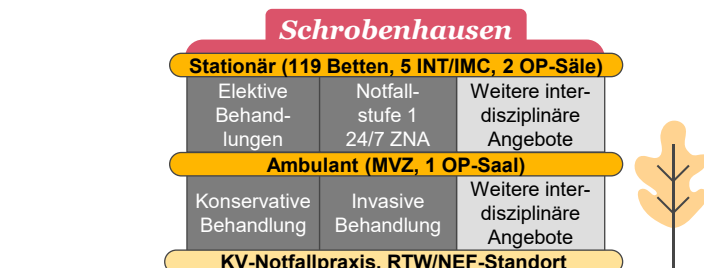 Schrobenhausen
Stationär (119 Betten, 5 INT/IMC, 2 OP-Säle)
Elektive
Behand-
lungen
Notfall-
stufe 1
24/7 ZNA
Weitere inter-
disziplinäre
Angebote
Ambulant (MVZ, 1 OP-Saal)
Konservative
Behandlung
Invasive
Behandlung
Weitere inter-
disziplinäre
Angebote
KV-Notfallpraxis, RTW/NEF-Standort